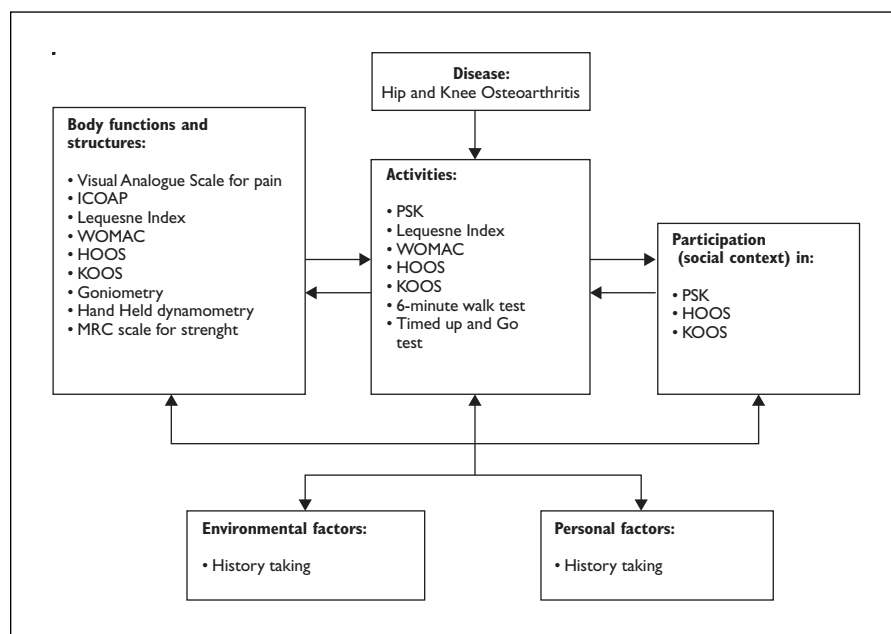 Disease:
Hip and Knee Osteoarthritis
Body functions and
structures:
• Visual Analogue Scale for pain
• ICOAP
• Lequesne Index
• WOMAC
• HOOS
• KOOS
• Goniometry
• Hand Held dynamometry
• MRC scale for strenght
Activities:
• PSK
• Lequesne Index
• WOMAC
• HOOS
• KOOS
• 6-minute walk test
• Timed up and Go
test
Participation
(social context) in:
• PSK
• HOOS
• KOOS
Environmental factors:
• History taking
Personal factors:
• History taking